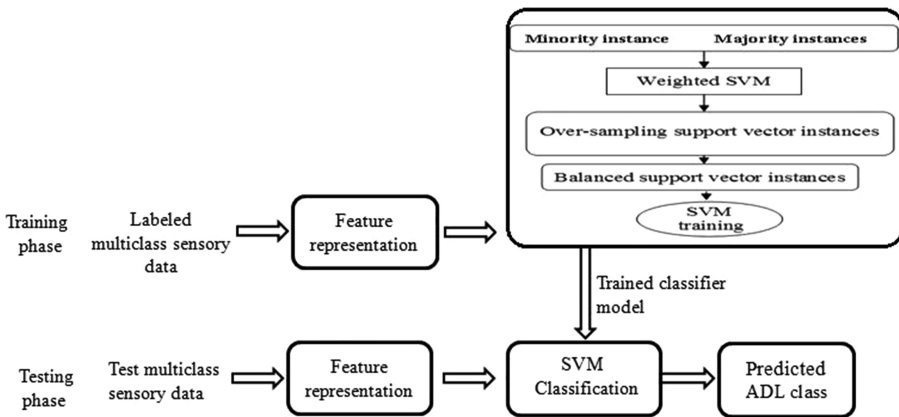 Minority instance Majority instances
Weighted SVM
Over-sampling support vector instances
Balanced support vector instances
SVM
training
Training
phase
Labeled
multiclass sensory
data
Feature
representation
Trained classifier
model
Testing
phase
Test multiclass
sensory data
Feature
representation
SVM
Classification
Predicted
ADL class